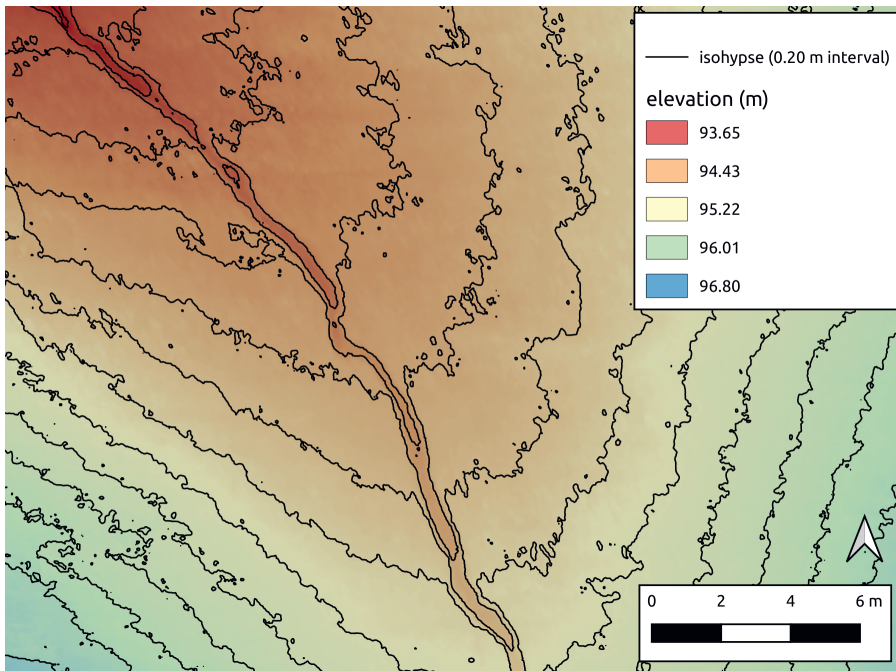 isohypse (0.20 m interval)
elevation (m)
93.65
94.43
95.22
96.01
96.80
0 2 4 6 m